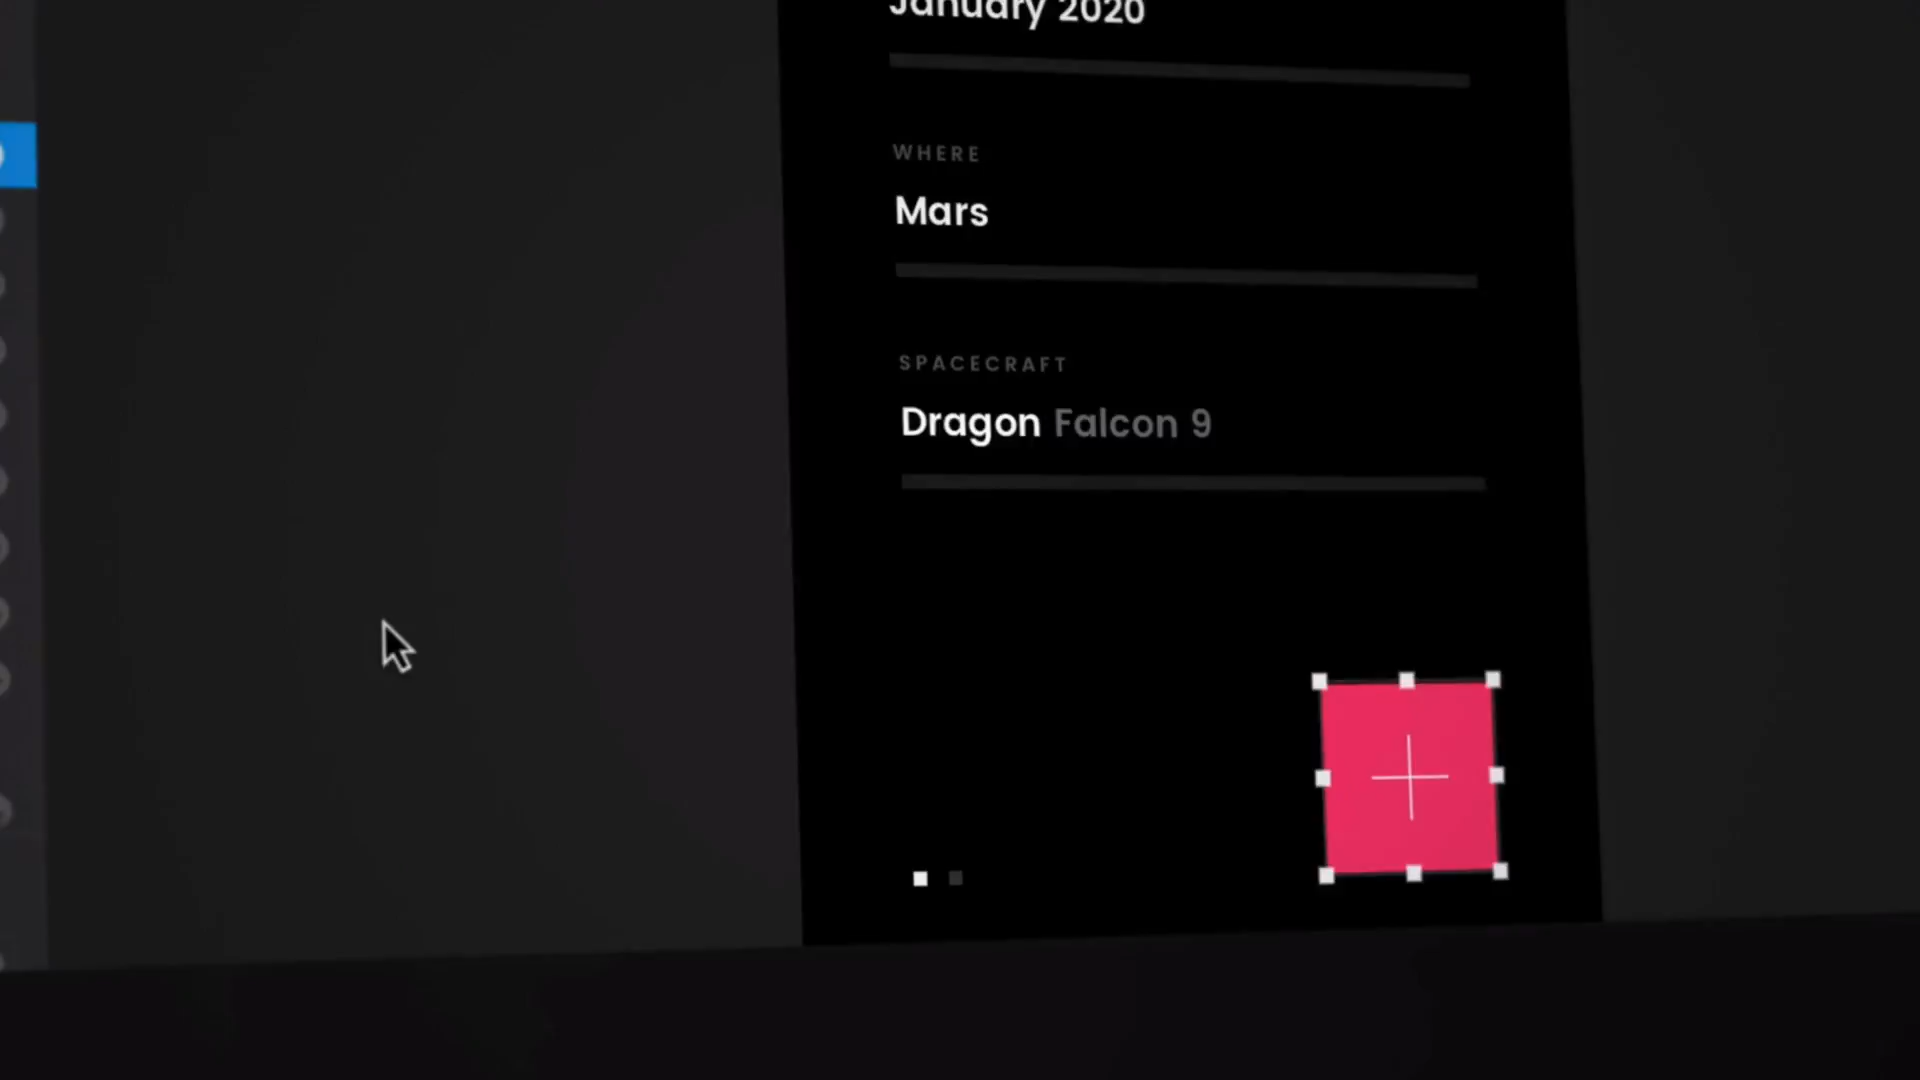 January 2020
WHERE
Mars
SPACECRAFT
Dragon Falcon 9